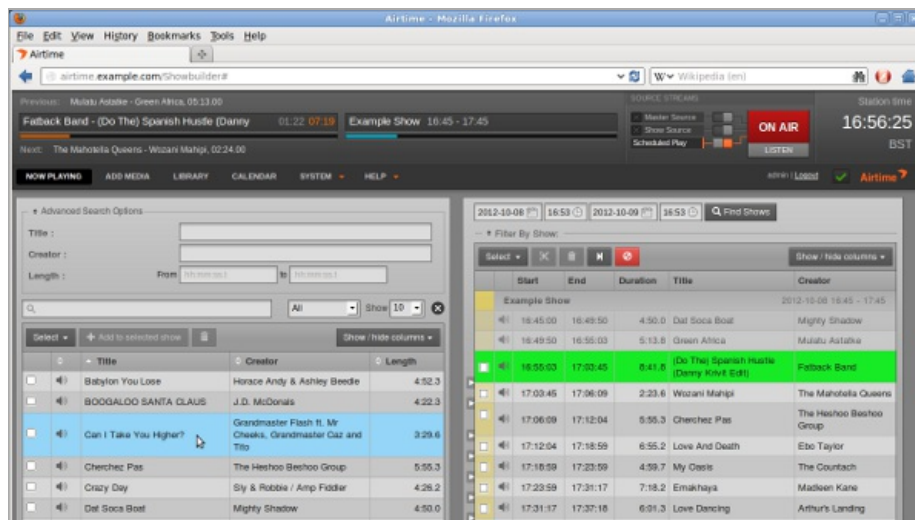 Airtime - Mozilla Firefox
File Edit View History Bookmarks Tools Help
Airtime
airtime.example.com/Showbuilder#
Wikipedia (en)
Previous: Mulatu Astatke - Green Africa, 05:13.00
SOURCE STREAMS
Station time
Fatback Band - (Do The) Spanish Hustle (Danny 01:22 07:19
Example Show 16:45 - 17:45
Master Source
Show Source
Scheduled Play
ON AIR
LISTEN
16:56:25
BST
Next: The Mahotella Queens - Wozani Mahipi, 02:24.00
NOW PLAYING ADD MEDIA LIBRARY CALENDAR SYSTEM HELP
admin | Logout
Airtime
Advanced Search Options
Title :
Creator :
Length : From hh:mm:ss.t to hh:mm:ss.t
All Show 10
Select + Add to selected show Show / hide columns
Title Creator Length
Babylon You Lose Horace Andy & Ashley Beedle 4:52.3
BOOGALOO SANTA CLAUS J.D. McDonals 4:22.3
Can I Take You Higher? Grandmaster Flash ft. Mr Cheeks, Grandmaster Caz and Tito 3:29.6
Cherchez Pas The Heshoo Beshoo Group 5:55.3
Crazy Day Sly & Robbie / Amp Fiddler 4:26.2
Dat Soca Boat Mighty Shadow 4:50.0
2012-10-08 16:53 2012-10-09 16:53 Find Shows
Filter By Show:
Select Show / hide columns
Start End Duration Title Creator
Example Show 2012-10-08 16:45 - 17:45
16:45:00 16:49:50 4:50.0 Dat Soca Boat Mighty Shadow
16:49:50 16:55:03 5:13.8 Green Africa Mulatu Astatke
16:55:03 17:03:45 8:41.8 (Do The) Spanish Hustle (Danny Krivit Edit) Fatback Band
17:03:45 17:06:09 2:23.6 Wozani Mahipi The Mahotella Queens
17:06:09 17:12:04 5:55.3 Cherchez Pas The Heshoo Beshoo Group
17:12:04 17:18:59 6:55.2 Love And Death Ebo Taylor
17:18:59 17:23:59 4:59.7 My Oasis The Countach
17:23:59 17:31:17 7:18.2 Emakhaya Madleen Kane
17:31:17 17:37:18 6:01.3 Love Dancing Arthur's Landing